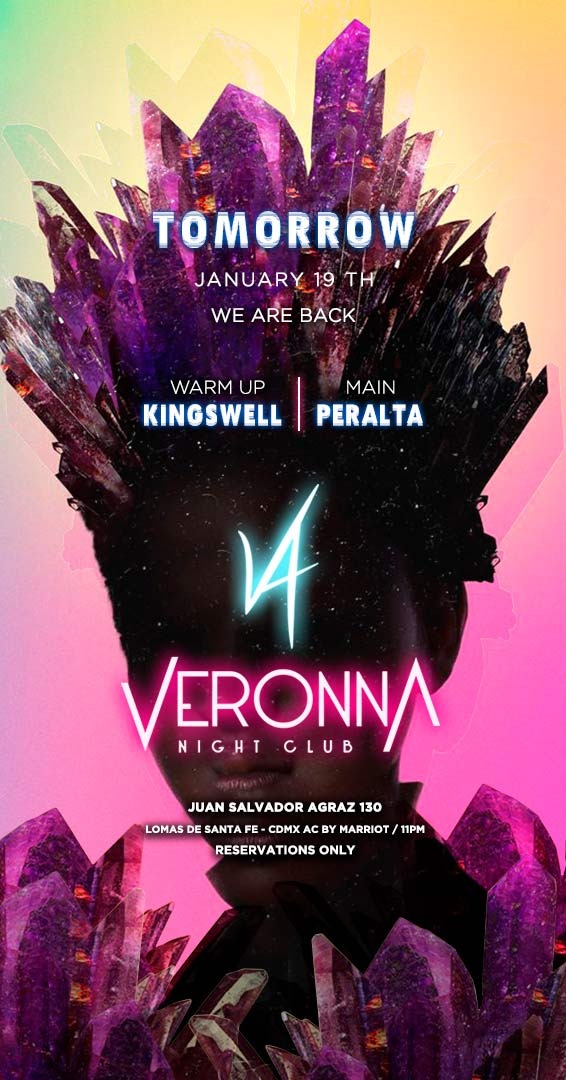 TOMORROW
JANUARY 19 TH
WE ARE BACK
WARM UP
KINGSWELL
MAIN
PERALTA
VERONNA
NIGHT CLUB
JUAN SALVADOR AGRAZ 130
LOMAS DE SANTA FE - CDMX AC BY MARRIOT / 11PM
RESERVATIONS ONLY